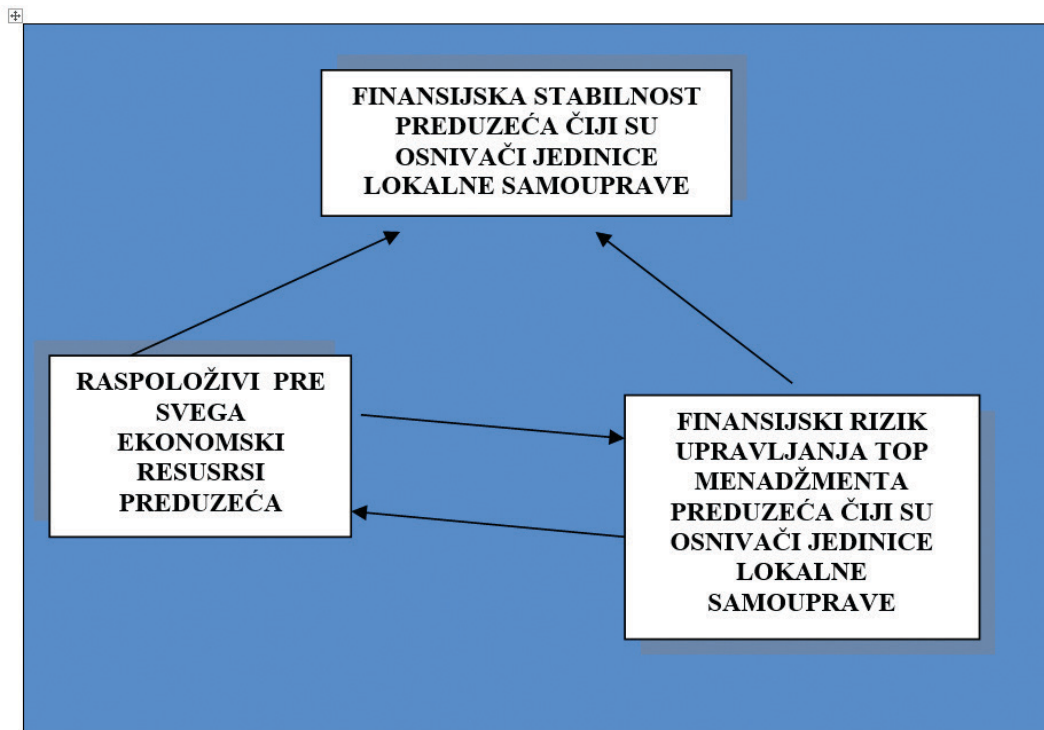 FINANSIJSKA STABILNOST
PREDUZEĆA ČIJI SU
OSNIVAČI JEDINICE
LOKALNE SAMOUPRAVE
RASPOLOŽIVI PRE
SVEGA
EKONOMSKI
RESUSRSI
PREDUZEĆA
FINANSIJSKI RIZIK
UPRAVLJANJA TOP
MENADŽMENTA
PREDUZEĆA ČIJI SU
OSNIVAČI JEDINICE
LOKALNE
SAMOUPRAVE